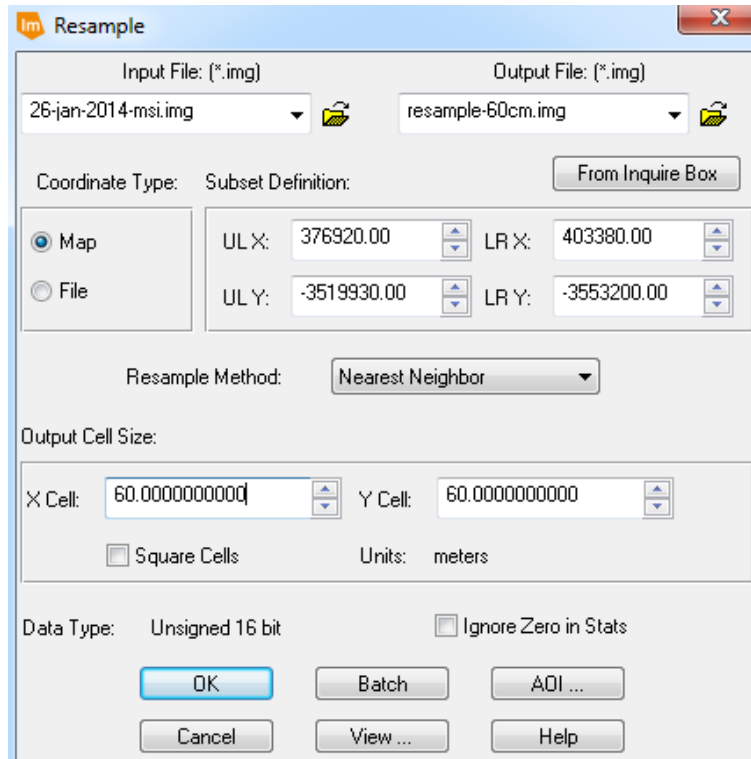 Im Resample
Input File: (*.img) Output File: (*.img)
26-jan-2014-msi.img resample-60cm.img
From Inquire Box
Coordinate Type: Subset Definition:
Map UL X: 376920.00 LR X: 403380.00
File UL Y: -3519930.00 LR Y: -3553200.00
Resample Method: Nearest Neighbor
Output Cell Size:
X Cell: 60.0000000000 Y Cell: 60.0000000000
Square Cells Units: meters
Data Type: Unsigned 16 bit Ignore Zero in Stats
OK Batch AOI ...
Cancel View ... Help